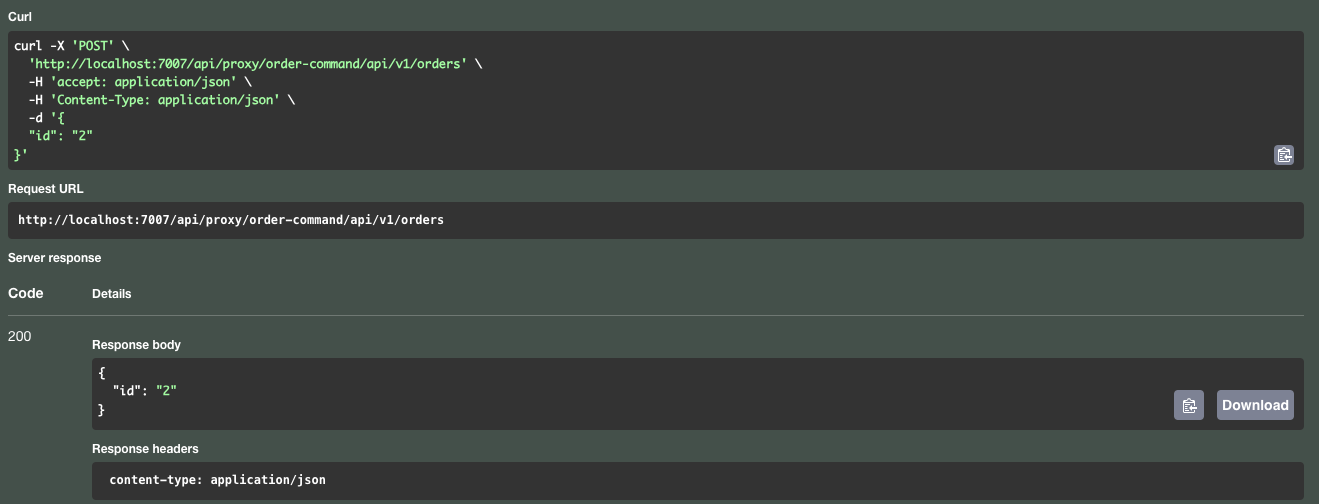 Curl
curl -X 'POST' \
  'http://localhost:7007/api/proxy/order-command/api/v1/orders' \
  -H 'accept: application/json' \
  -H 'Content-Type: application/json' \
  -d '{
  "id": "2"
}'
Request URL
http://localhost:7007/api/proxy/order-command/api/v1/orders
Server response
Code Details
200
Response body
{
  "id": "2"
}
Download
Response headers
content-type: application/json